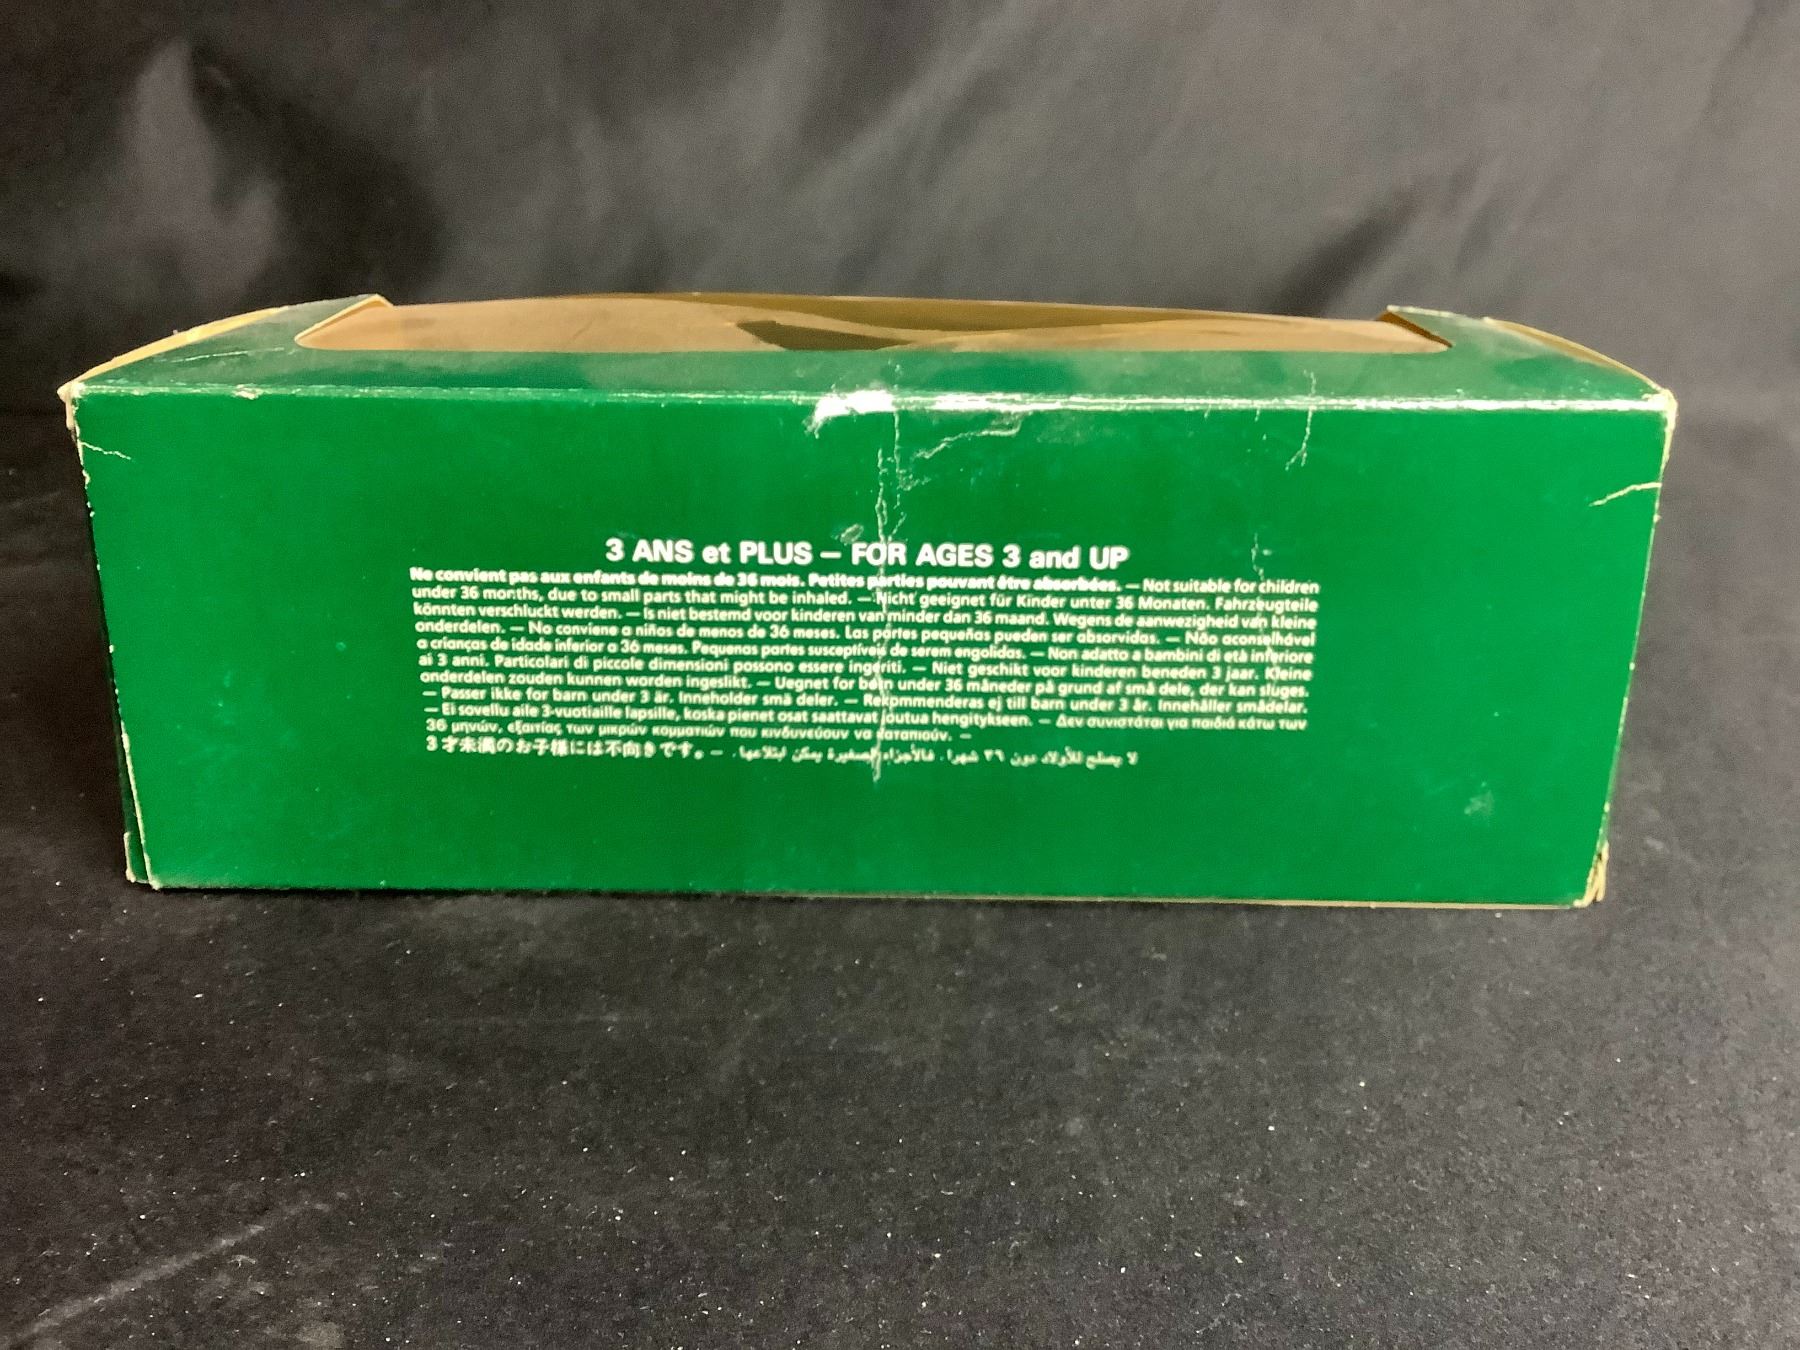 3 ANS et PLUS – FOR AGES 3 and UP
Ne convient pas aux enfants de moins de 36 mois. Petites parties pouvant être absorbées. – Not suitable for children
under 36 months, due to small parts that might be inhaled. – Nicht geeignet für Kinder unter 36 Monaten. Fahrzeugteile
könnten verschluckt werden. – Is niet bestemd voor kinderen van minder dan 36 maand. Wegens de aanwezigheid van kleine
onderdelen. – No conviene a niños de menos de 36 meses. Las partes pequeñas pueden ser absorvidas. – Não aconselhável
a crianças de idade inferior a 36 meses. Pequenas partes susceptíveis de serem engolidas. – Non adatto a bambini di età inferiore
ai 3 anni. Particolari di piccole dimensioni possono essere ingeriti. – Niet geschikt voor kinderen beneden 3 jaar. Kleine
onderdelen zouden kunnen worden ingeslikt. – Uegnet for børn under 36 måneder på grund af små dele, der kan sluges.
– Passer ikke for barn under 3 år. Inneholder små deler. – Rekommenderas ej till barn under 3 år. Innehåller smådelar.
– Ei sovellu alle 3-vuotiaille lapsille, koska pienet osat saattavat joutua hengitykseen. – Δεν συνιστάται για παιδιά κάτω των
36 μηνών, εξαιτίας των μικρών κομματιών που κινδυνεύουν να καταπιούν. –
3才未満のお子様には不向きです。– لا يصلح للأولاد دون ٣٦ شهرا. فالأجزاء الصغيرة يمكن ابتلاعها.